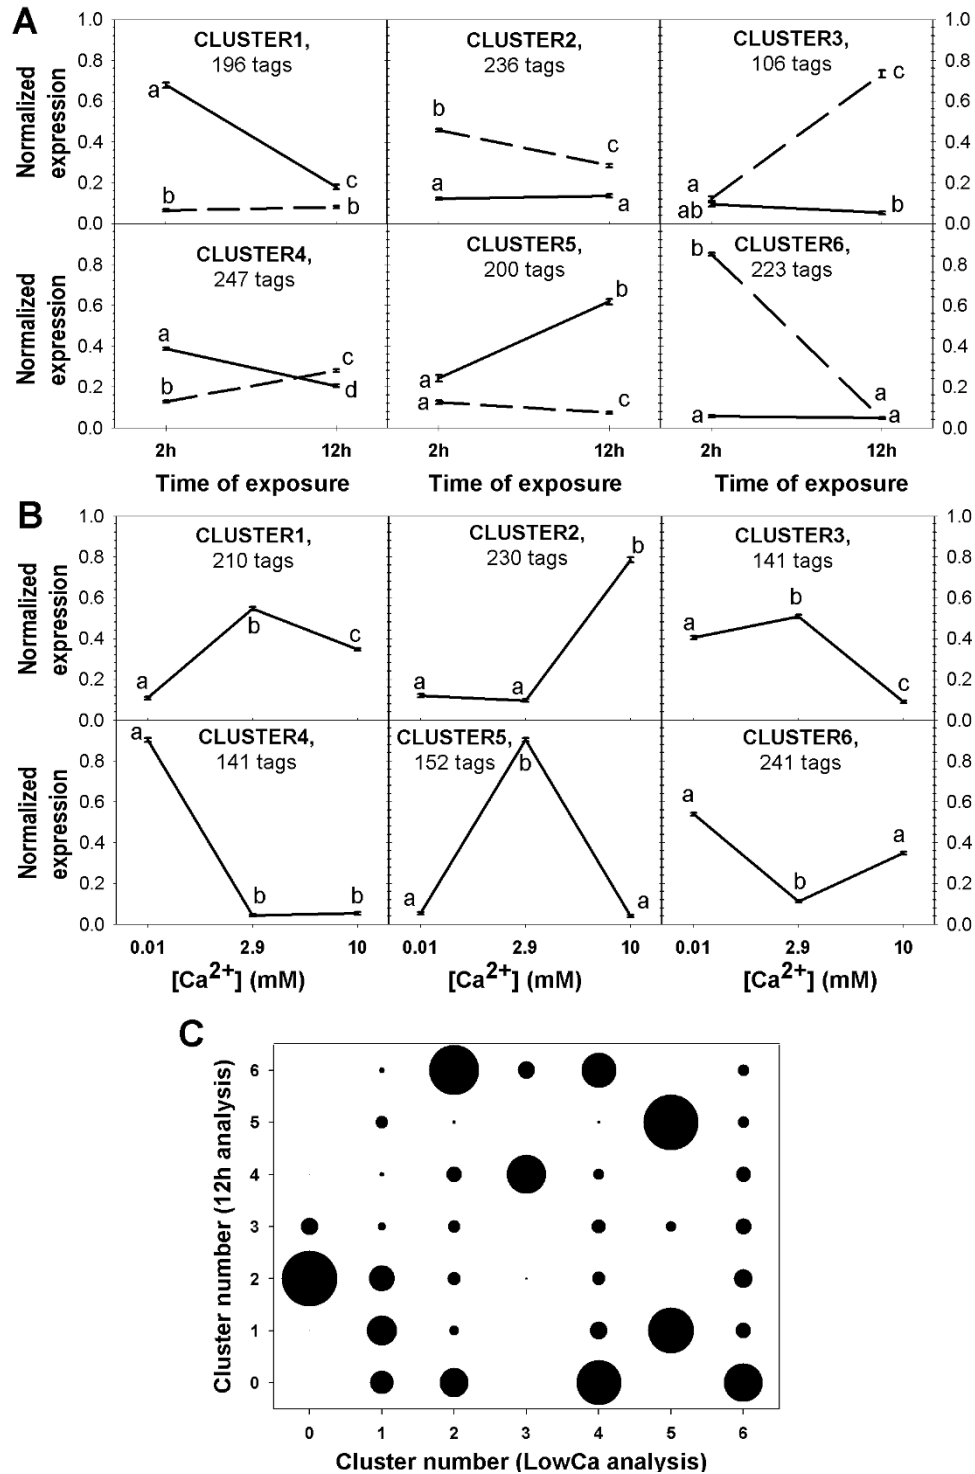 A
1.0
0.8
0.6
0.4
0.2
0.0
Normalized
expression
CLUSTER1,
196 tags
a
b
c
b
CLUSTER2,
236 tags
b
a
c
a
CLUSTER3,
106 tags
a
ab
c
b
1.0
0.8
0.6
0.4
0.2
0.0
0.8
0.6
0.4
0.2
0.0
Normalized
expression
CLUSTER4,
247 tags
a
b
c
d
CLUSTER5,
200 tags
a
a
b
c
CLUSTER6,
223 tags
b
a
a
a
0.8
0.6
0.4
0.2
0.0
2h 12h 2h 12h 2h 12h
Time of exposure Time of exposure Time of exposure
B
1.0
0.8
0.6
0.4
0.2
0.0
Normalized
expression
CLUSTER1,
210 tags
a
b
c
CLUSTER2,
230 tags
a
a
b
CLUSTER3,
141 tags
a
b
c
1.0
0.8
0.6
0.4
0.2
0.0
0.8
0.6
0.4
0.2
0.0
Normalized
expression
CLUSTER4,
141 tags
a
b
b
CLUSTER5,
152 tags
a
b
a
CLUSTER6,
241 tags
a
b
a
0.8
0.6
0.4
0.2
0.0
0.01 2.9 10 0.01 2.9 10 0.01 2.9 10
[Ca2+] (mM) [Ca2+] (mM) [Ca2+] (mM)
C
Cluster number (12h analysis)
6
5
4
3
2
1
0
0 1 2 3 4 5 6
Cluster number (LowCa analysis)